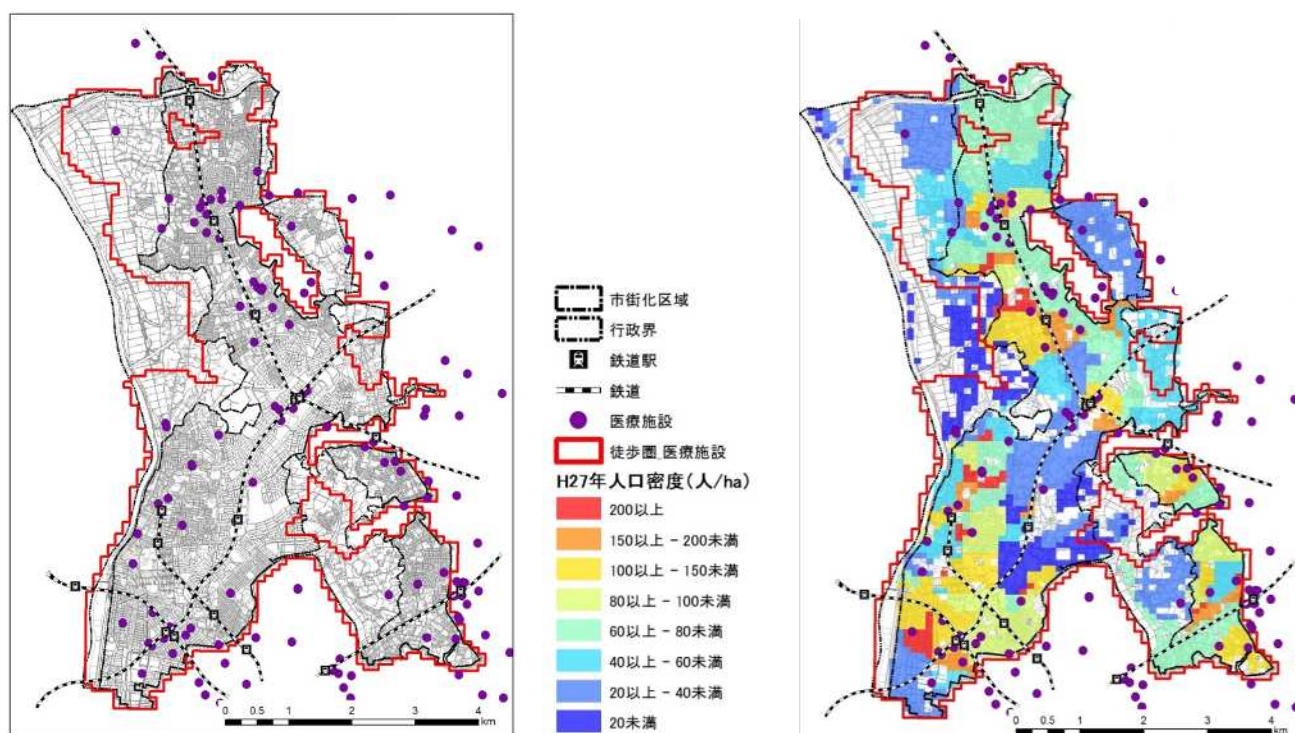 市街化区域
行政界
鉄道駅
鉄道
医療施設
徒歩圏_医療施設
H27年人口密度(人/ha)
200以上
150以上 - 200未満
100以上 - 150未満
80以上 - 100未満
60以上 - 80未満
40以上 - 60未満
20以上 - 40未満
20未満
0 0.5 1 2 3 4
km
0 0.5 1 2 3 4
km